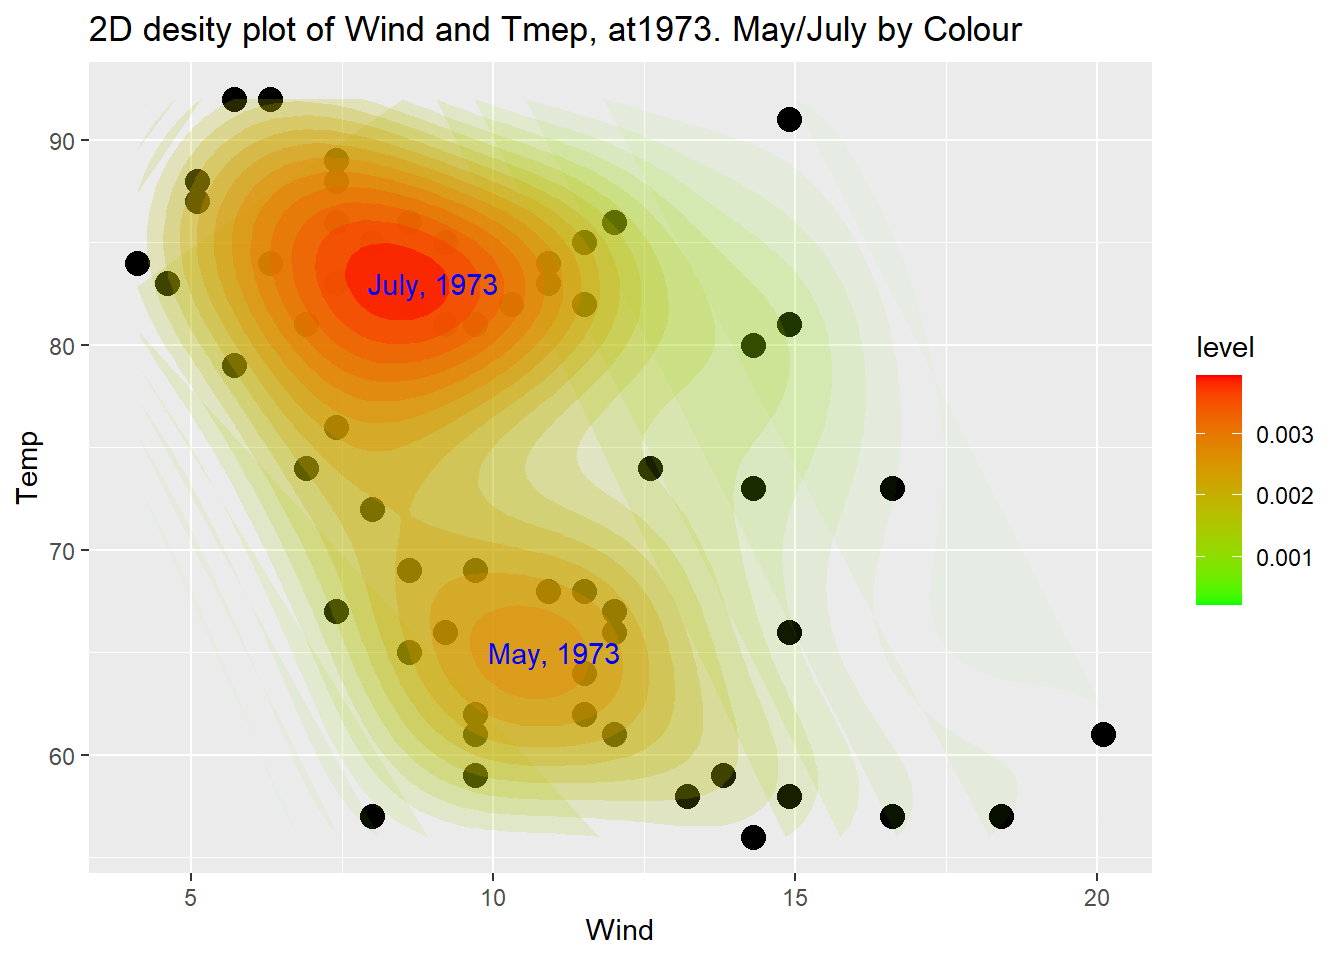 2D desity plot of Wind and Tmep, at1973. May/July by Colour
90
80
70
60
Temp
July, 1973
May, 1973
5
10
15
20
Wind
level
0.003
0.002
0.001